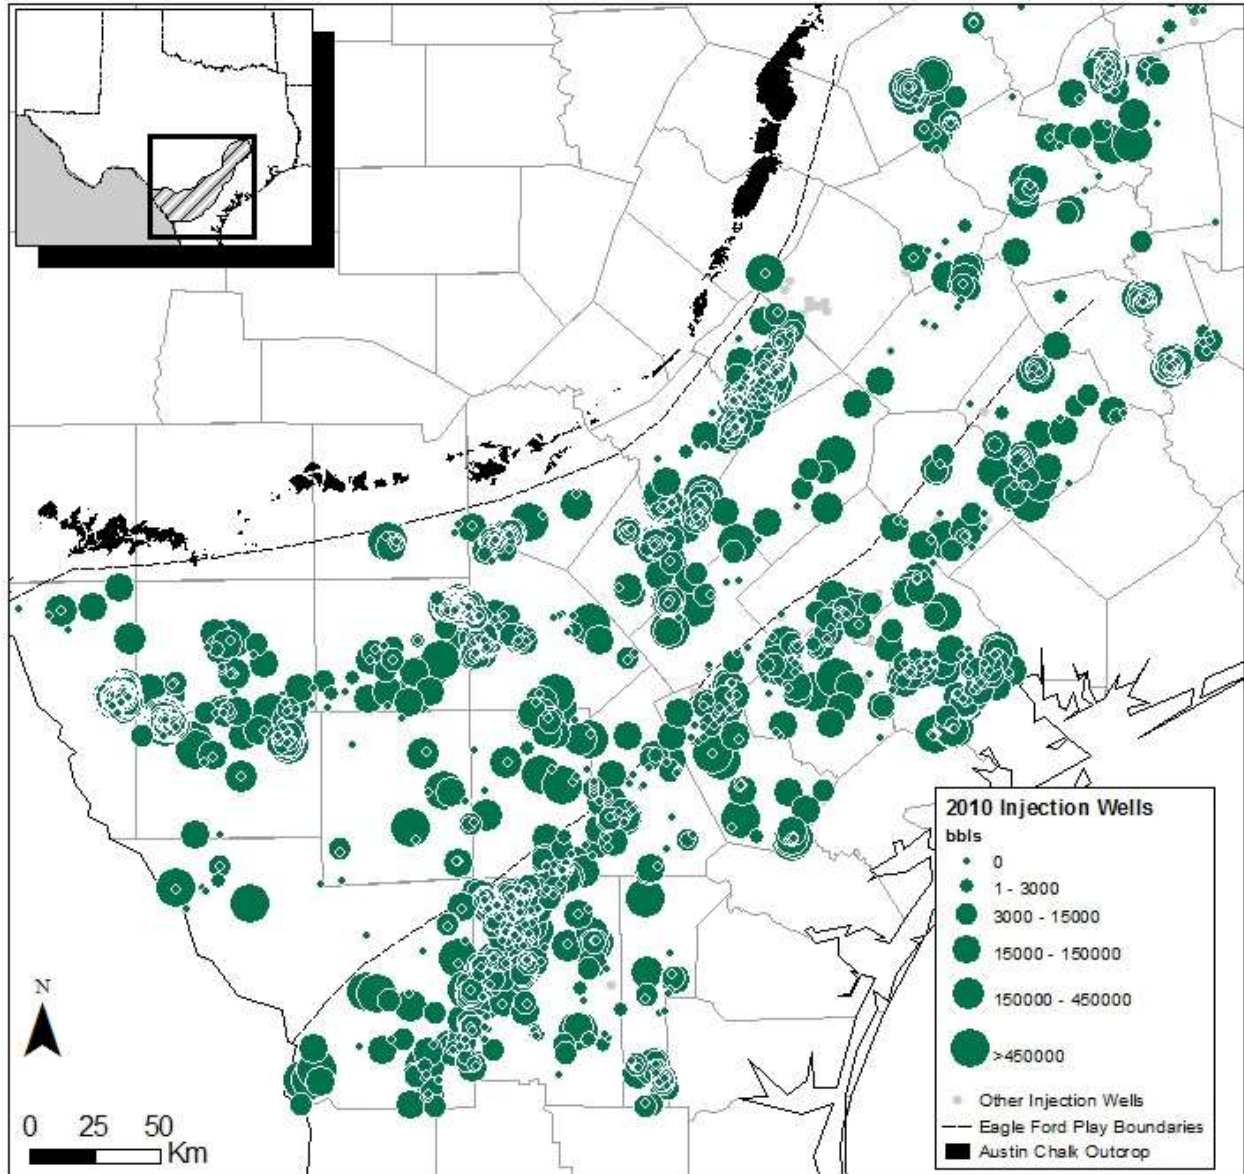 2010 Injection Wells
bbls
0
1 - 3000
3000 - 15000
15000 - 150000
150000 - 450000
>450000
Other Injection Wells
Eagle Ford Play Boundaries
Austin Chalk Outcrop
N
0 25 50
Km